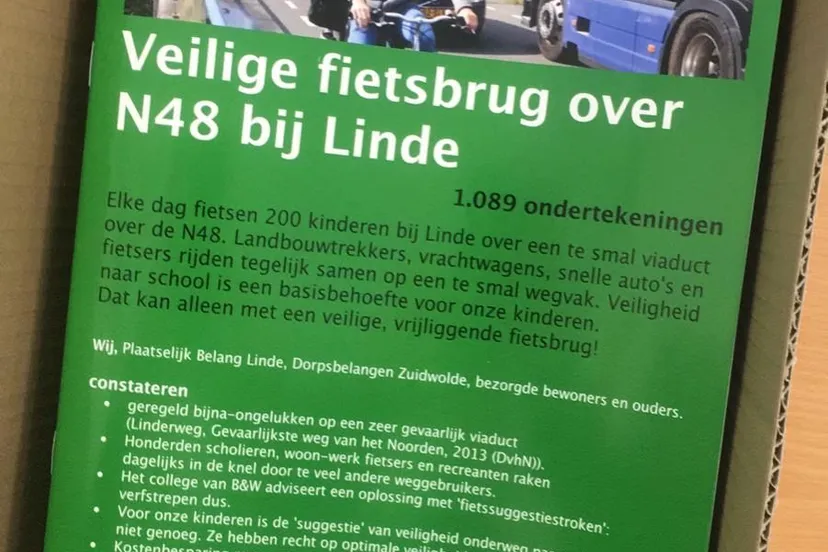 Veilige fietsbrug over
N48 bij Linde
1.089 ondertekeningen
Elke dag fietsen 200 kinderen bij Linde over een te smal viaduct
over de N48. Landbouwtrekkers, vrachtwagens, snelle auto's en
fietsers rijden tegelijk samen op een te smal wegvak. Veiligheid
naar school is een basisbehoefte voor onze kinderen.
Dat kan alleen met een veilige, vrijliggende fietsbrug!
Wij, Plaatselijk Belang Linde, Dorpsbelangen Zuidwolde, bezorgde bewoners en ouders.
constateren
• geregeld bijna-ongelukken op een zeer gevaarlijk viaduct
(Linderweg, Gevaarlijkste weg van het Noorden, 2013 (DvhN)).
• Honderden scholieren, woon-werk fietsers en recreanten raken
dagelijks in de knel door te veel andere weggebruikers.
• Het college van B&W adviseert een oplossing met 'fietssuggestiestroken':
verfstrepen dus.
• Voor onze kinderen is de 'suggestie' van veiligheid onderweg
niet genoeg. Ze hebben recht op optimale
• Kostenbesparing